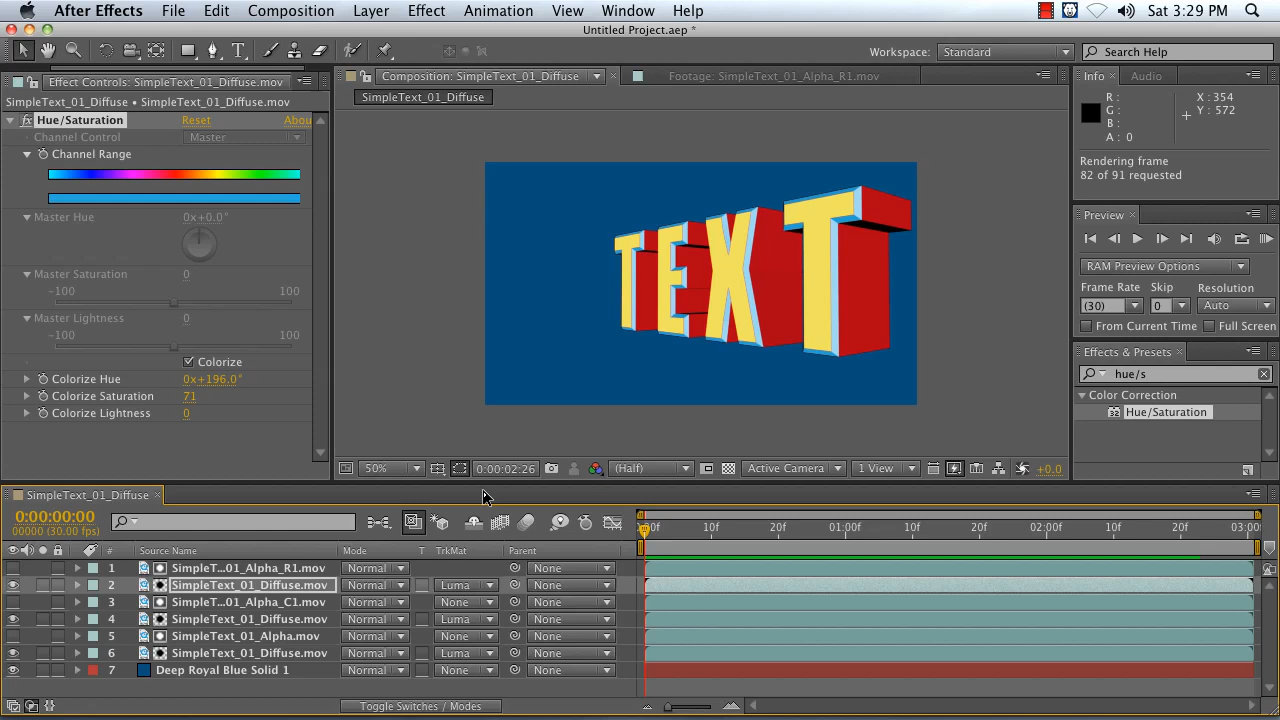 After Effects File Edit Composition Layer Effect Animation View Window Help Sat 3:29 PM
Untitled Project.aep *
Workspace: Standard Search Help
Effect Controls: SimpleText_01_Diffuse.mov
SimpleText_01_Diffuse • SimpleText_01_Diffuse.mov
fx Hue/Saturation Reset Abou
Channel Control Master
Channel Range
Master Hue 0x+0.0°
Master Saturation 0
-100 100
Master Lightness 0
-100 100
Colorize
Colorize Hue 0x+196.0°
Colorize Saturation 71
Colorize Lightness 0
Composition: SimpleText_01_Diffuse Footage: SimpleText_01_Alpha_R1.mov
SimpleText_01_Diffuse
TEXT
50% 0:00:02:26 (Half) Active Camera 1 View +0.0
Info Audio
R: X: 354
G: Y: 572
B:
A: 0
Rendering frame
82 of 91 requested
Preview
RAM Preview Options
Frame Rate Skip Resolution
(30) 0 Auto
From Current Time Full Screen
Effects & Presets
hue/s
Color Correction
32 Hue/Saturation
SimpleText_01_Diffuse
0:00:00:00
00000 (30.00 fps)
:00f 10f 20f 01:00f 10f 20f 02:00f 10f 20f 03:00
# Source Name Mode T TrkMat Parent
1 SimpleT...01_Alpha_R1.mov Normal None
2 SimpleText_01_Diffuse.mov Normal Luma None
3 SimpleT...01_Alpha_C1.mov Normal None None
4 SimpleText_01_Diffuse.mov Normal Luma None
5 SimpleText_01_Alpha.mov Normal None None
6 SimpleText_01_Diffuse.mov Normal Luma None
7 Deep Royal Blue Solid 1 Normal None None
Toggle Switches / Modes